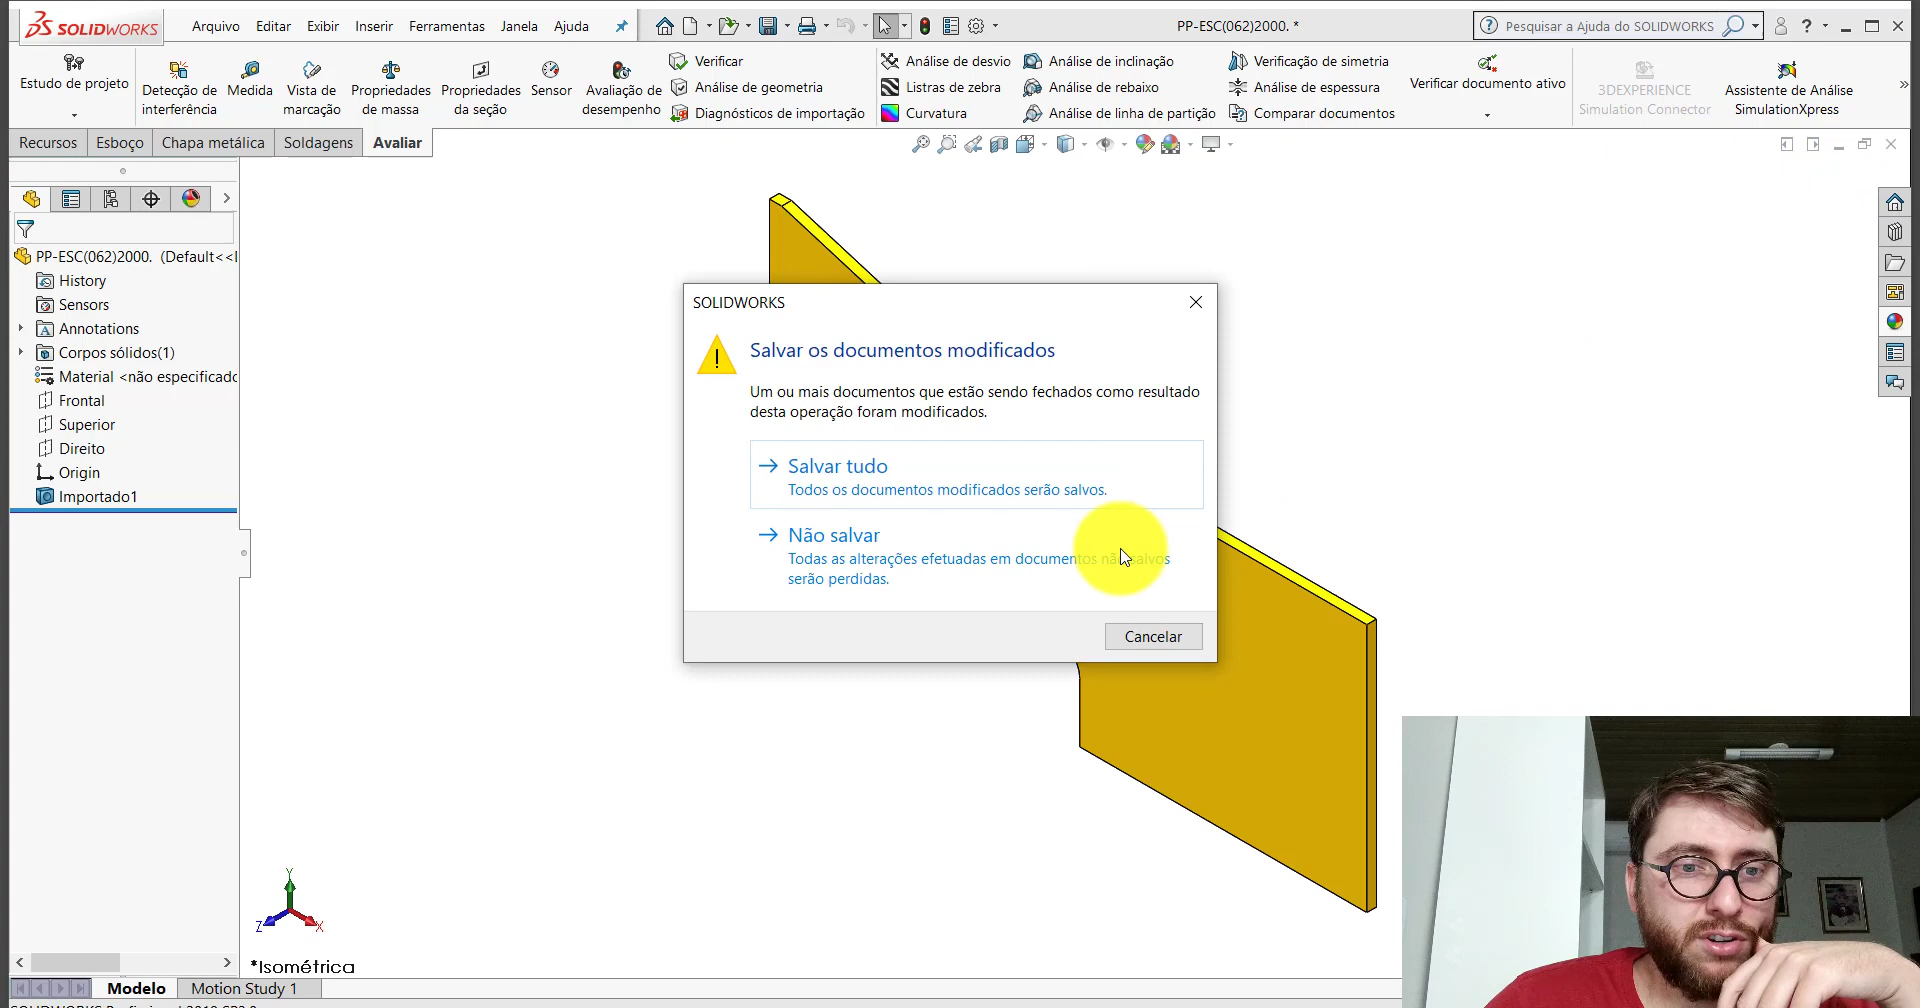 SOLIDWORKS
Arquivo Editar Exibir Inserir Ferramentas Janela Ajuda
PP-ESC(062)2000. *
Pesquisar a Ajuda do SOLIDWORKS
Estudo de projeto
Detecção de interferência
Medida
Vista de marcação
Propriedades de massa
Propriedades da seção
Sensor
Avaliação de desempenho
Verificar
Análise de geometria
Diagnósticos de importação
Análise de desvio
Listras de zebra
Curvatura
Análise de inclinação
Análise de rebaixo
Análise de linha de partição
Verificação de simetria
Análise de espessura
Comparar documentos
Verificar documento ativo
3DEXPERIENCE
Simulation Connector
Assistente de Análise
SimulationXpress
Recursos Esboço Chapa metálica Soldagens Avaliar
PP-ESC(062)2000. (Default<<
History
Sensors
Annotations
Corpos sólidos(1)
Material <não especificado
Frontal
Superior
Direito
Origin
Importado1
SOLIDWORKS
Salvar os documentos modificados
Um ou mais documentos que estão sendo fechados como resultado
desta operação foram modificados.
Salvar tudo
Todos os documentos modificados serão salvos.
Não salvar
Todas as alterações efetuadas em documentos não salvos
serão perdidas.
Cancelar
Y
Z
X
*Isométrica
Modelo Motion Study 1